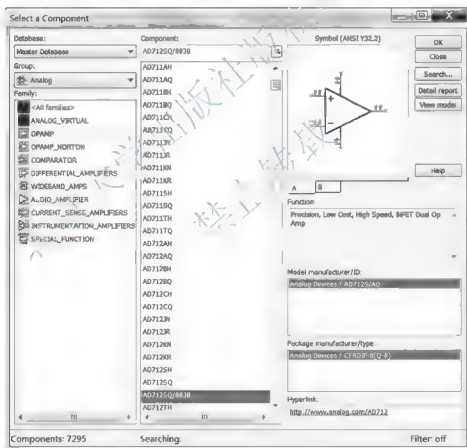 Select a Component
Database:
Master Database
Group:
Analog
Family:
<All families>
ANALOG_VIRTUAL
OPAMP
OPAMP_NORTON
COMPARATOR
DIFFERENTIAL_AMPLIFIERS
WIDEBAND_AMPS
AUDIO_AMPLIFIER
CURRENT_SENSE_AMPLIFIERS
INSTRUMENTATION_AMPLIFIERS
SPECIAL_FUNCTION
Component:
AD712SQ/883B
AD711AH
AD711AQ
AD711BH
AD711BQ
AD711CH
AD711CQ
AD711JN
AD711JR
AD711KN
AD711KR
AD711SH
AD711SQ
AD711TH
AD711TQ
AD712AH
AD712AQ
AD712BH
AD712BQ
AD712CH
AD712CQ
AD712JN
AD712JR
AD712KN
AD712KR
AD712SH
AD712SQ
AD712SQ/883B
AD712TH
Symbol (ANSI Y32.2)
A B
Function
Precision, Low Cost, High Speed, BiFET Dual Op
Amp
Model manufacturer/ID:
Analog Devices / AD712S/AD
Package manufacturer/type:
Analog Devices / CERDIP-8(Q-8)
Hyperlink:
http://www.analog.com/AD712
OK
Close
Search...
Detail report
View model
Help
Components: 7295
Searching:
Filter off